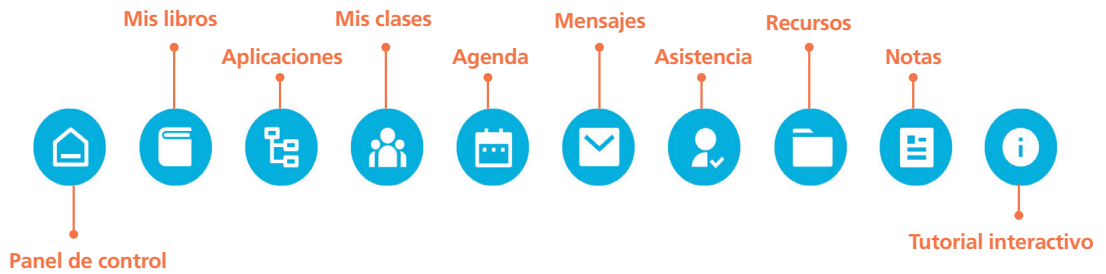 Mis libros
Mis clases
Mensajes
Recursos
Aplicaciones
Agenda
Asistencia
Notas
Tutorial interactivo
Panel de control